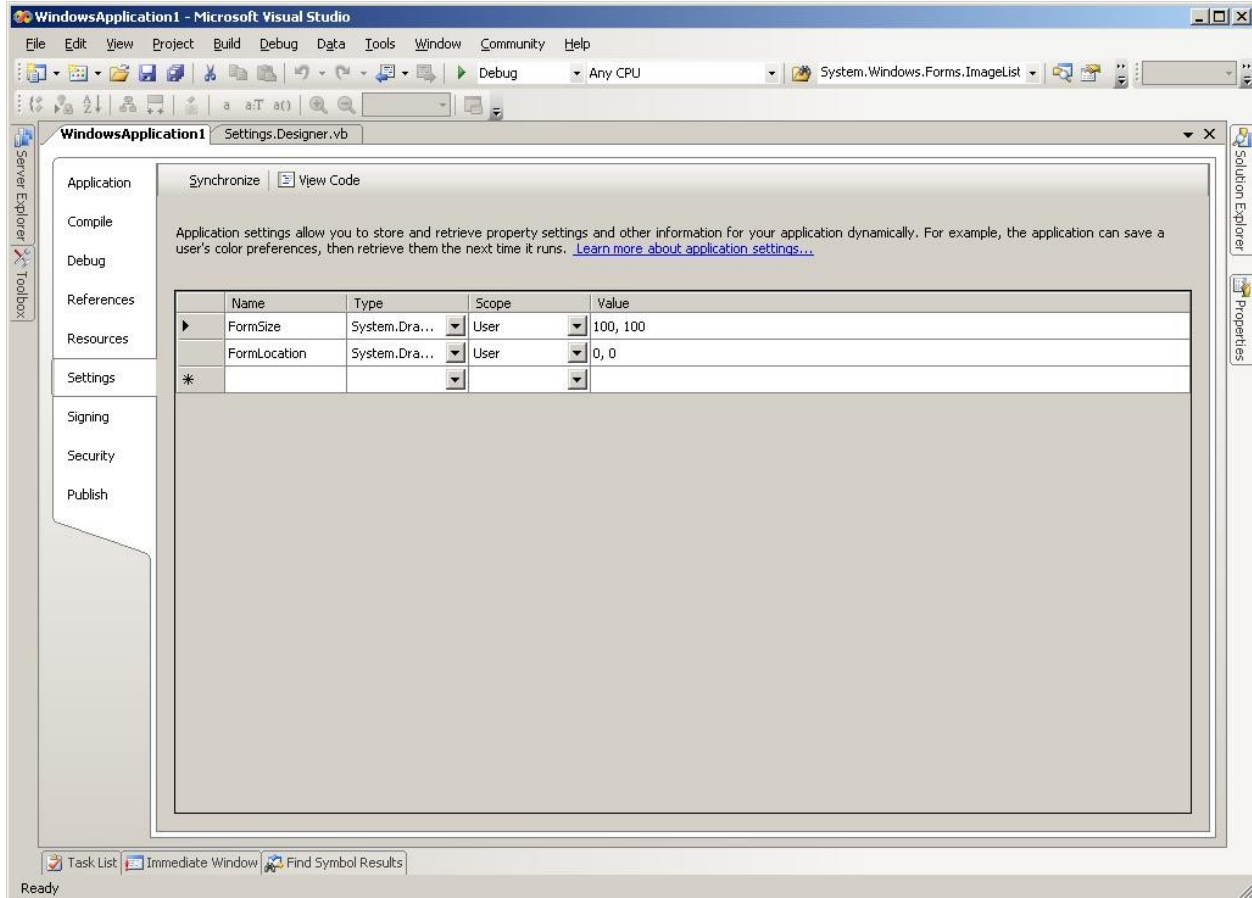 WindowsApplication1 - Microsoft Visual Studio
File Edit View Project Build Debug Data Tools Window Community Help
Debug Any CPU System.Windows.Forms.ImageList
a a:T a()
WindowsApplication1 Settings.Designer.vb
Server Explorer
Toolbox
Solution Explorer
Properties
Synchronize View Code
Application
Compile
Debug
References
Resources
Settings
Signing
Security
Publish
Application settings allow you to store and retrieve property settings and other information for your application dynamically. For example, the application can save a
user's color preferences, then retrieve them the next time it runs. Learn more about application settings...
Name Type Scope Value
FormSize System.Dra... User 100, 100
FormLocation System.Dra... User 0, 0
Task List Immediate Window Find Symbol Results
Ready